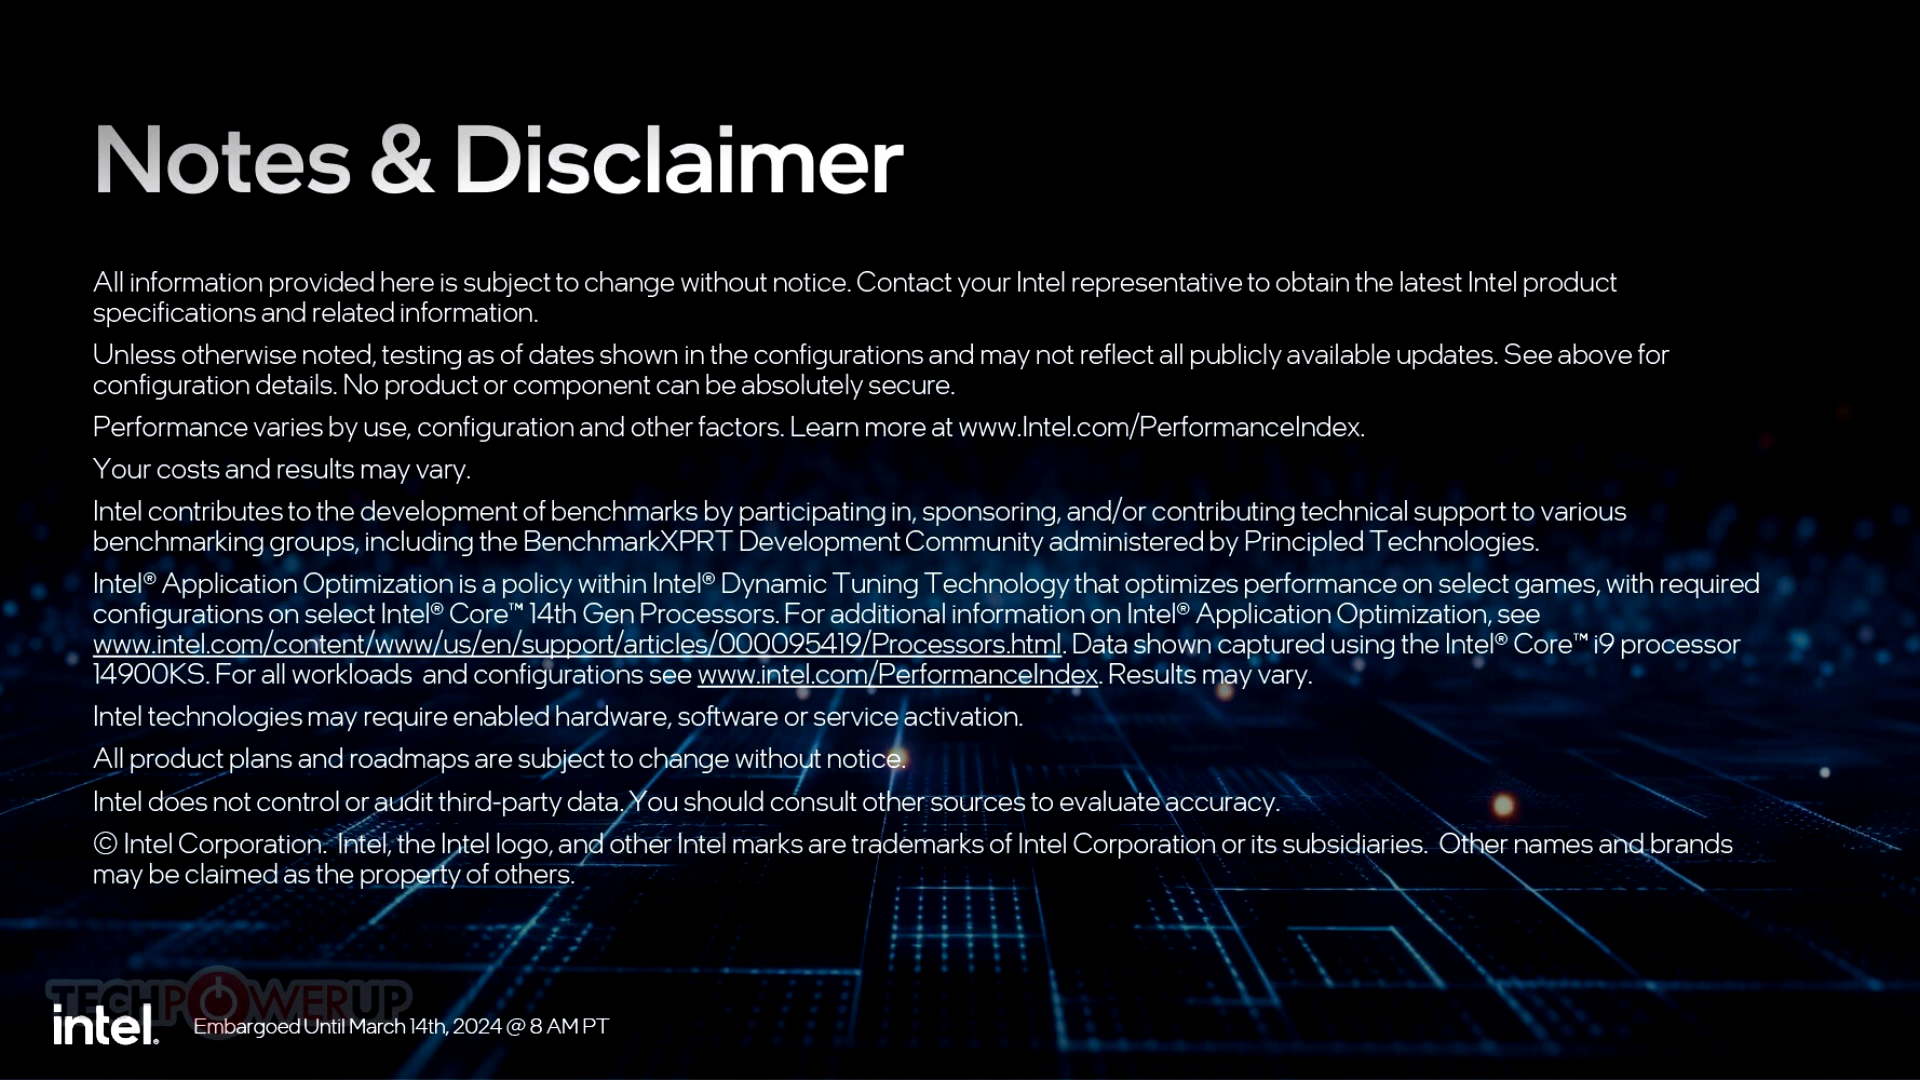 Notes & Disclaimer
All information provided here is subject to change without notice. Contact your Intel representative to obtain the latest Intel product
specifications and related information.
Unless otherwise noted, testing as of dates shown in the configurations and may not reflect all publicly available updates. See above for
configuration details. No product or component can be absolutely secure.
Performance varies by use, configuration and other factors. Learn more at www.Intel.com/PerformanceIndex.
Your costs and results may vary.
Intel contributes to the development of benchmarks by participating in, sponsoring, and/or contributing technical support to various
benchmarking groups, including the BenchmarkXPRT Development Community administered by Principled Technologies.
Intel® Application Optimization is a policy within Intel® Dynamic Tuning Technology that optimizes performance on select games, with required
configurations on select Intel® Core™ 14th Gen Processors. For additional information on Intel® Application Optimization, see
www.intel.com/content/www/us/en/support/articles/000095419/Processors.html. Data shown captured using the Intel® Core™ i9 processor
14900KS. For all workloads  and configurations see www.intel.com/PerformanceIndex. Results may vary.
Intel technologies may require enabled hardware, software or service activation.
All product plans and roadmaps are subject to change without notice.
Intel does not control or audit third-party data. You should consult other sources to evaluate accuracy.
© Intel Corporation.  Intel, the Intel logo, and other Intel marks are trademarks of Intel Corporation or its subsidiaries.  Other names and brands
may be claimed as the property of others.
TECHPOWERUP
intel.
Embargoed Until March 14th, 2024 @ 8 AM PT